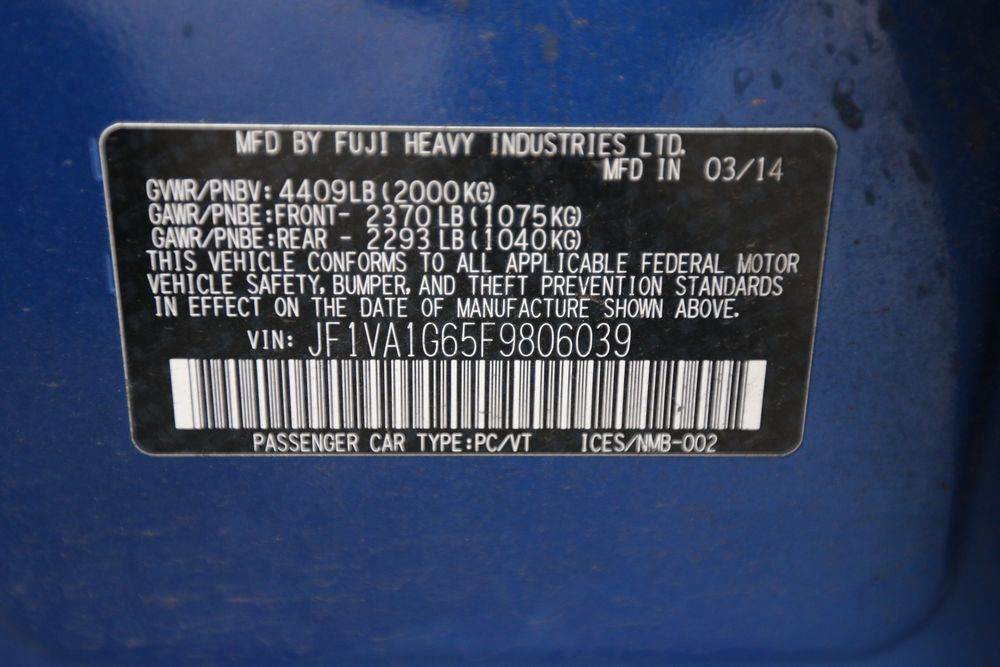 MFD BY FUJI HEAVY INDUSTRIES LTD.
MFD IN 03/14
GVWR/PNBV: 4409LB(2000KG)
GAWR/PNBE:FRONT- 2370LB(1075KG)
GAWR/PNBE:REAR - 2293LB(1040KG)
THIS VEHICLE CONFORMS TO ALL APPLICABLE FEDERAL MOTOR
VEHICLE SAFETY, BUMPER, AND THEFT PREVENTION STANDARDS
IN EFFECT ON THE DATE OF MANUFACTURE SHOWN ABOVE.
VIN: JF1VA1G65F9806039
PASSENGER CAR TYPE:PC/VT ICES/NMB-002